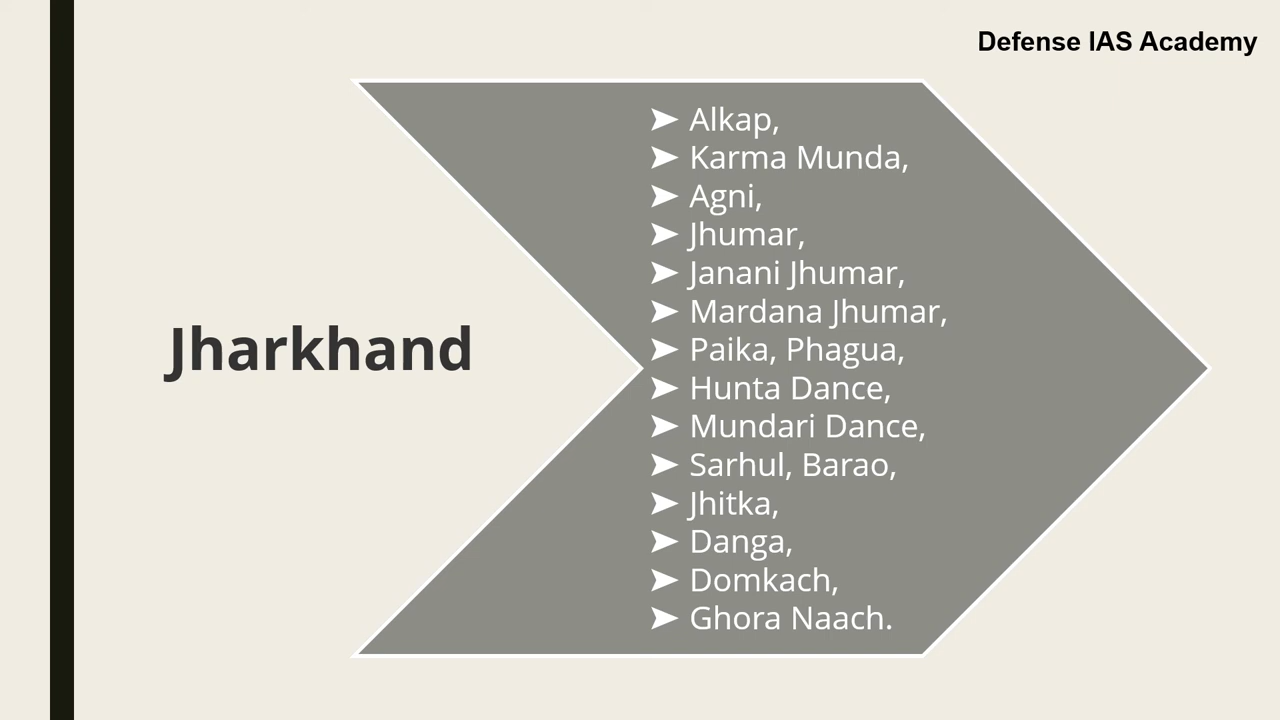 Defense IAS Academy
Jharkhand
➤ Alkap,
➤ Karma Munda,
➤ Agni,
➤ Jhumar,
➤ Janani Jhumar,
➤ Mardana Jhumar,
➤ Paika, Phagua,
➤ Hunta Dance,
➤ Mundari Dance,
➤ Sarhul, Barao,
➤ Jhitka,
➤ Danga,
➤ Domkach,
➤ Ghora Naach.